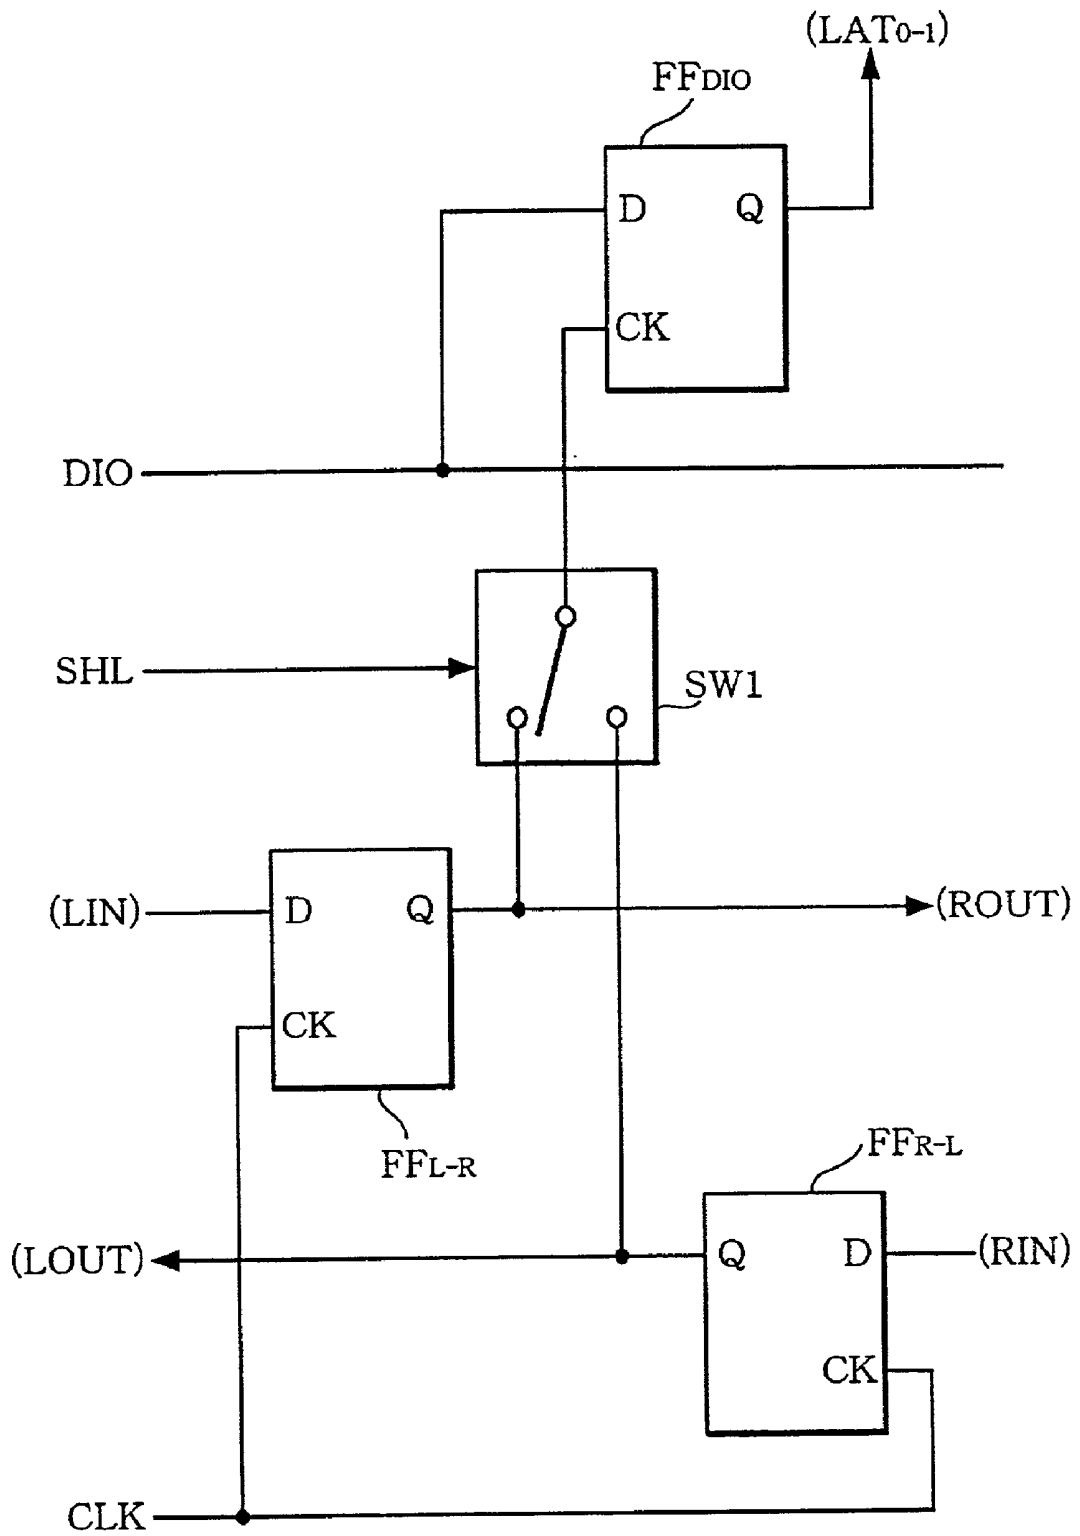 (LAT0-1)
FFDIO
D Q
CK
DIO
SHL
SW1
(LIN) D Q (ROUT)
CK
FFL-R
FFR-L
(LOUT) Q D (RIN)
CK
CLK